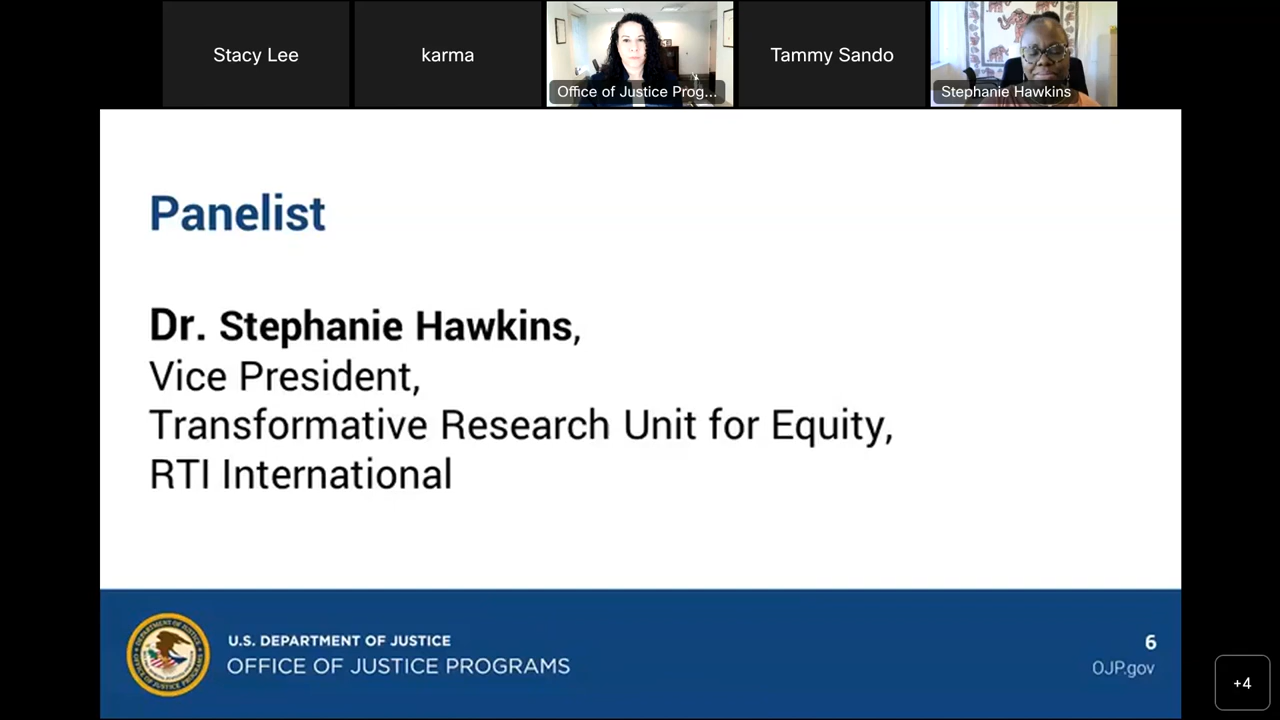 Stacy Lee
karma
Office of Justice Prog...
Tammy Sando
Stephanie Hawkins
Panelist
Dr. Stephanie Hawkins,
Vice President,
Transformative Research Unit for Equity,
RTI International
U.S. DEPARTMENT OF JUSTICE
OFFICE OF JUSTICE PROGRAMS
6
OJP.gov
+4